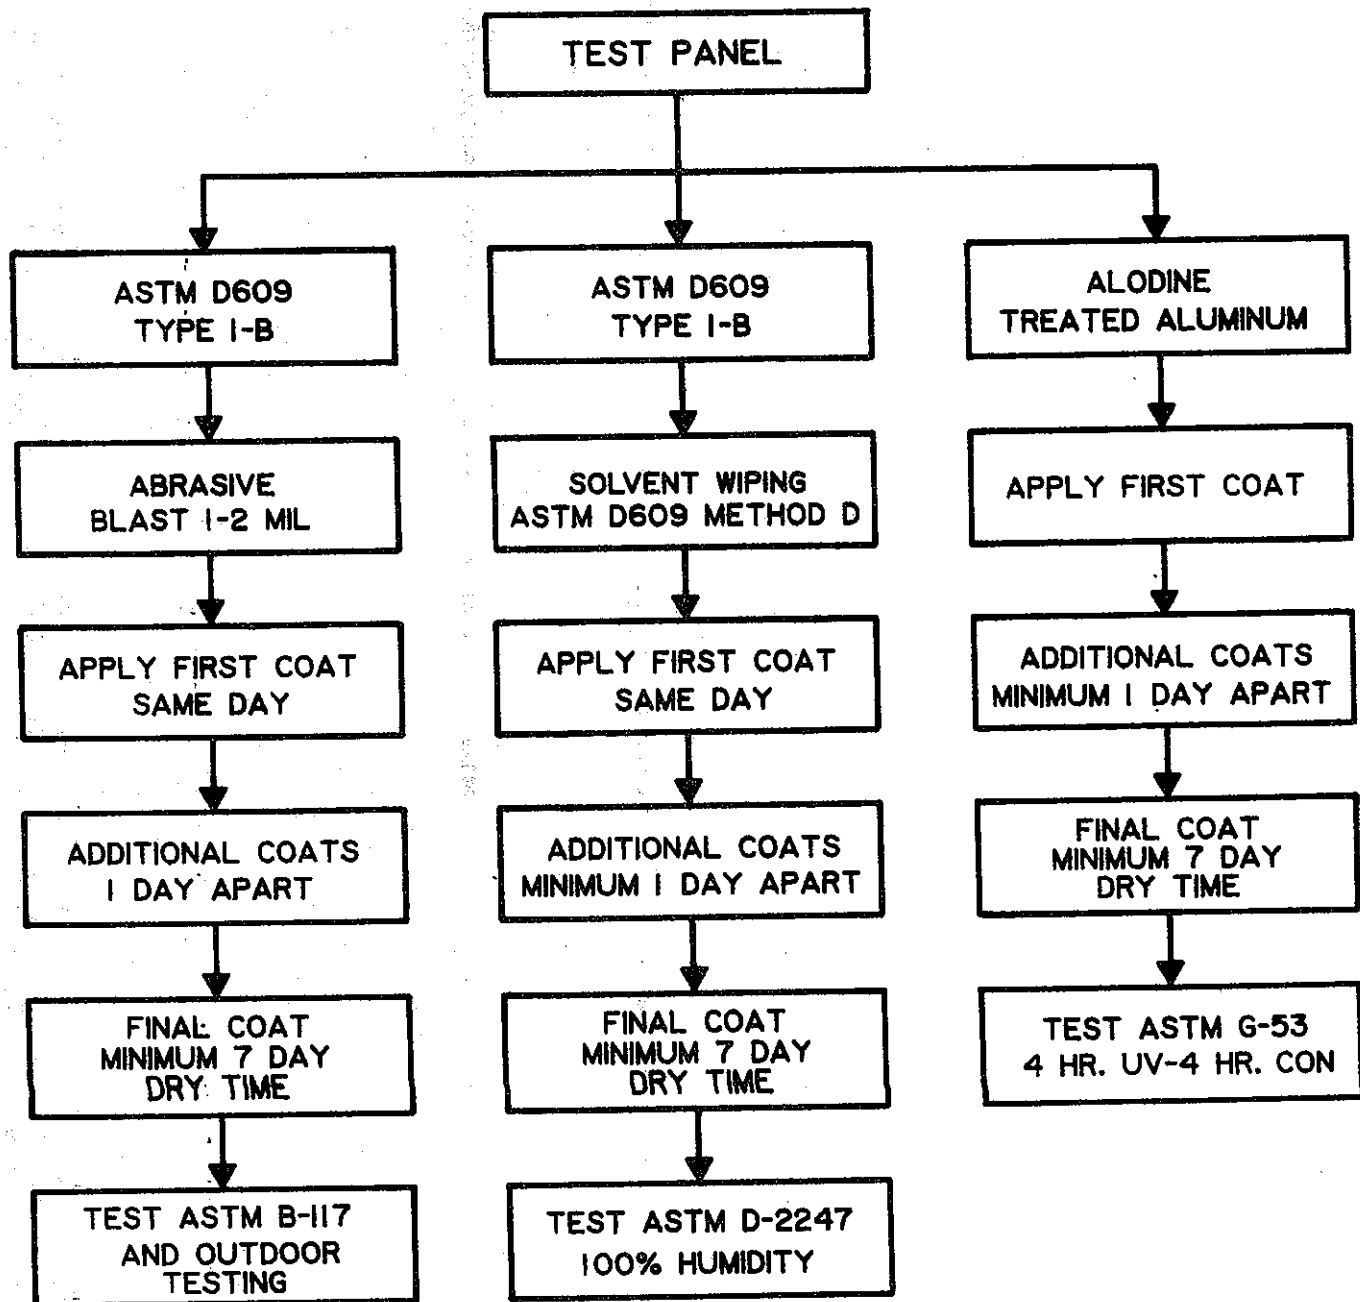 TEST PANEL
ASTM D609
TYPE I-B
ABRASIVE
BLAST 1-2 MIL
APPLY FIRST COAT
SAME DAY
ADDITIONAL COATS
1 DAY APART
FINAL COAT
MINIMUM 7 DAY
DRY TIME
TEST ASTM B-117
AND OUTDOOR
TESTING
ASTM D609
TYPE I-B
SOLVENT WIPING
ASTM D609 METHOD D
APPLY FIRST COAT
SAME DAY
ADDITIONAL COATS
MINIMUM 1 DAY APART
FINAL COAT
MINIMUM 7 DAY
DRY TIME
TEST ASTM D-2247
100% HUMIDITY
ALODINE
TREATED ALUMINUM
APPLY FIRST COAT
ADDITIONAL COATS
MINIMUM 1 DAY APART
FINAL COAT
MINIMUM 7 DAY
DRY TIME
TEST ASTM G-53
4 HR. UV-4 HR. CON